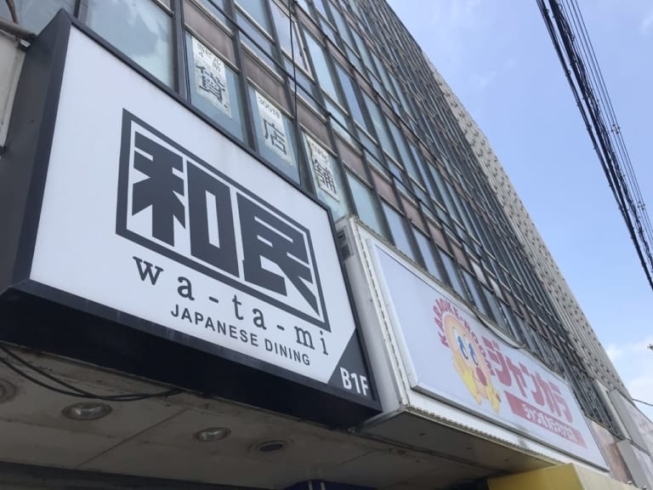 貸
店
舗
和民
wa-ta-mi
JAPANESE DINING
B1F
ジャンカラ